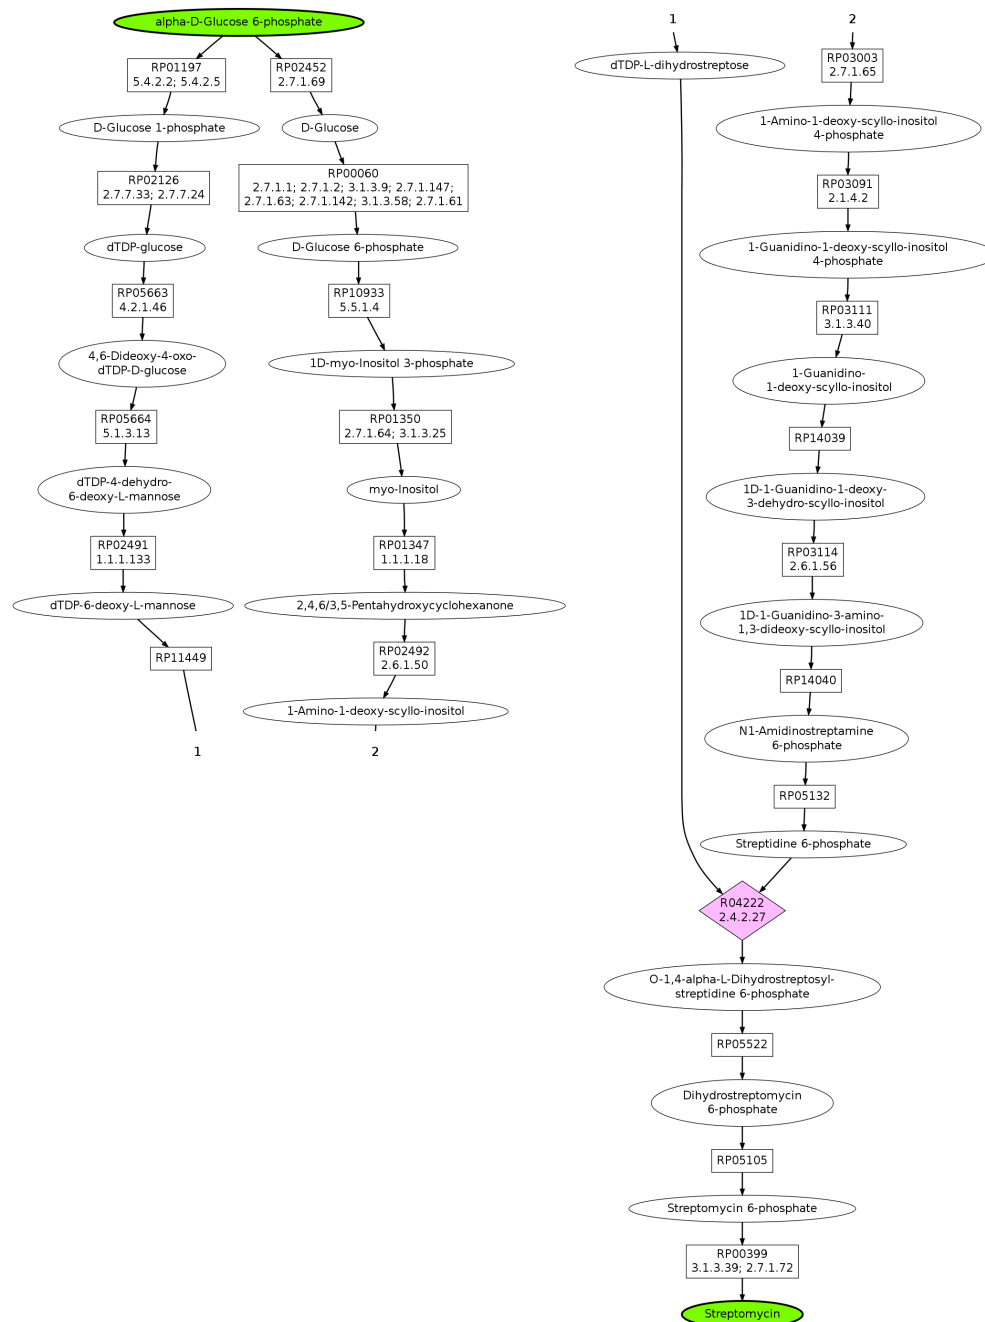 alpha-D-Glucose 6-phosphate
RP01197
5.4.2.2; 5.4.2.5
RP02452
2.7.1.69
D-Glucose 1-phosphate
D-Glucose
RP02126
2.7.7.33; 2.7.7.24
RP00060
2.7.1.1; 2.7.1.2; 3.1.3.9; 2.7.1.147;
2.7.1.63; 2.7.1.142; 3.1.3.58; 2.7.1.61
dTDP-glucose
D-Glucose 6-phosphate
RP05663
4.2.1.46
RP10933
5.5.1.4
4,6-Dideoxy-4-oxo-
dTDP-D-glucose
1D-myo-Inositol 3-phosphate
RP05664
5.1.3.13
RP01350
2.7.1.64; 3.1.3.25
dTDP-4-dehydro-
6-deoxy-L-mannose
myo-Inositol
RP02491
1.1.1.133
RP01347
1.1.1.18
dTDP-6-deoxy-L-mannose
2,4,6/3,5-Pentahydroxycyclohexanone
RP11449
RP02492
2.6.1.50
1-Amino-1-deoxy-scyllo-inositol
1
2
1
2
dTDP-L-dihydrostreptose
RP03003
2.7.1.65
1-Amino-1-deoxy-scyllo-inositol
4-phosphate
RP03091
2.1.4.2
1-Guanidino-1-deoxy-scyllo-inositol
4-phosphate
RP03111
3.1.3.40
1-Guanidino-
1-deoxy-scyllo-inositol
RP14039
1D-1-Guanidino-1-deoxy-
3-dehydro-scyllo-inositol
RP03114
2.6.1.56
1D-1-Guanidino-3-amino-
1,3-dideoxy-scyllo-inositol
RP14040
N1-Amidinostreptamine
6-phosphate
RP05132
Streptidine 6-phosphate
R04222
2.4.2.27
O-1,4-alpha-L-Dihydrostreptosyl-
streptidine 6-phosphate
RP05522
Dihydrostreptomycin
6-phosphate
RP05105
Streptomycin 6-phosphate
RP00399
3.1.3.39; 2.7.1.72
Streptomycin